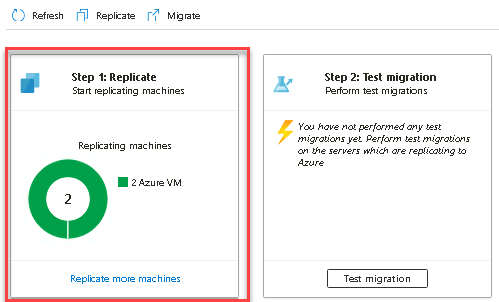 Refresh Replicate Migrate
Step 1: Replicate
Start replicating machines
Replicating machines
2
2 Azure VM
Replicate more machines
Step 2: Test migration
Perform test migrations
You have not performed any test
migrations yet. Perform test migrations
on the servers which are replicating to
Azure
Test migration